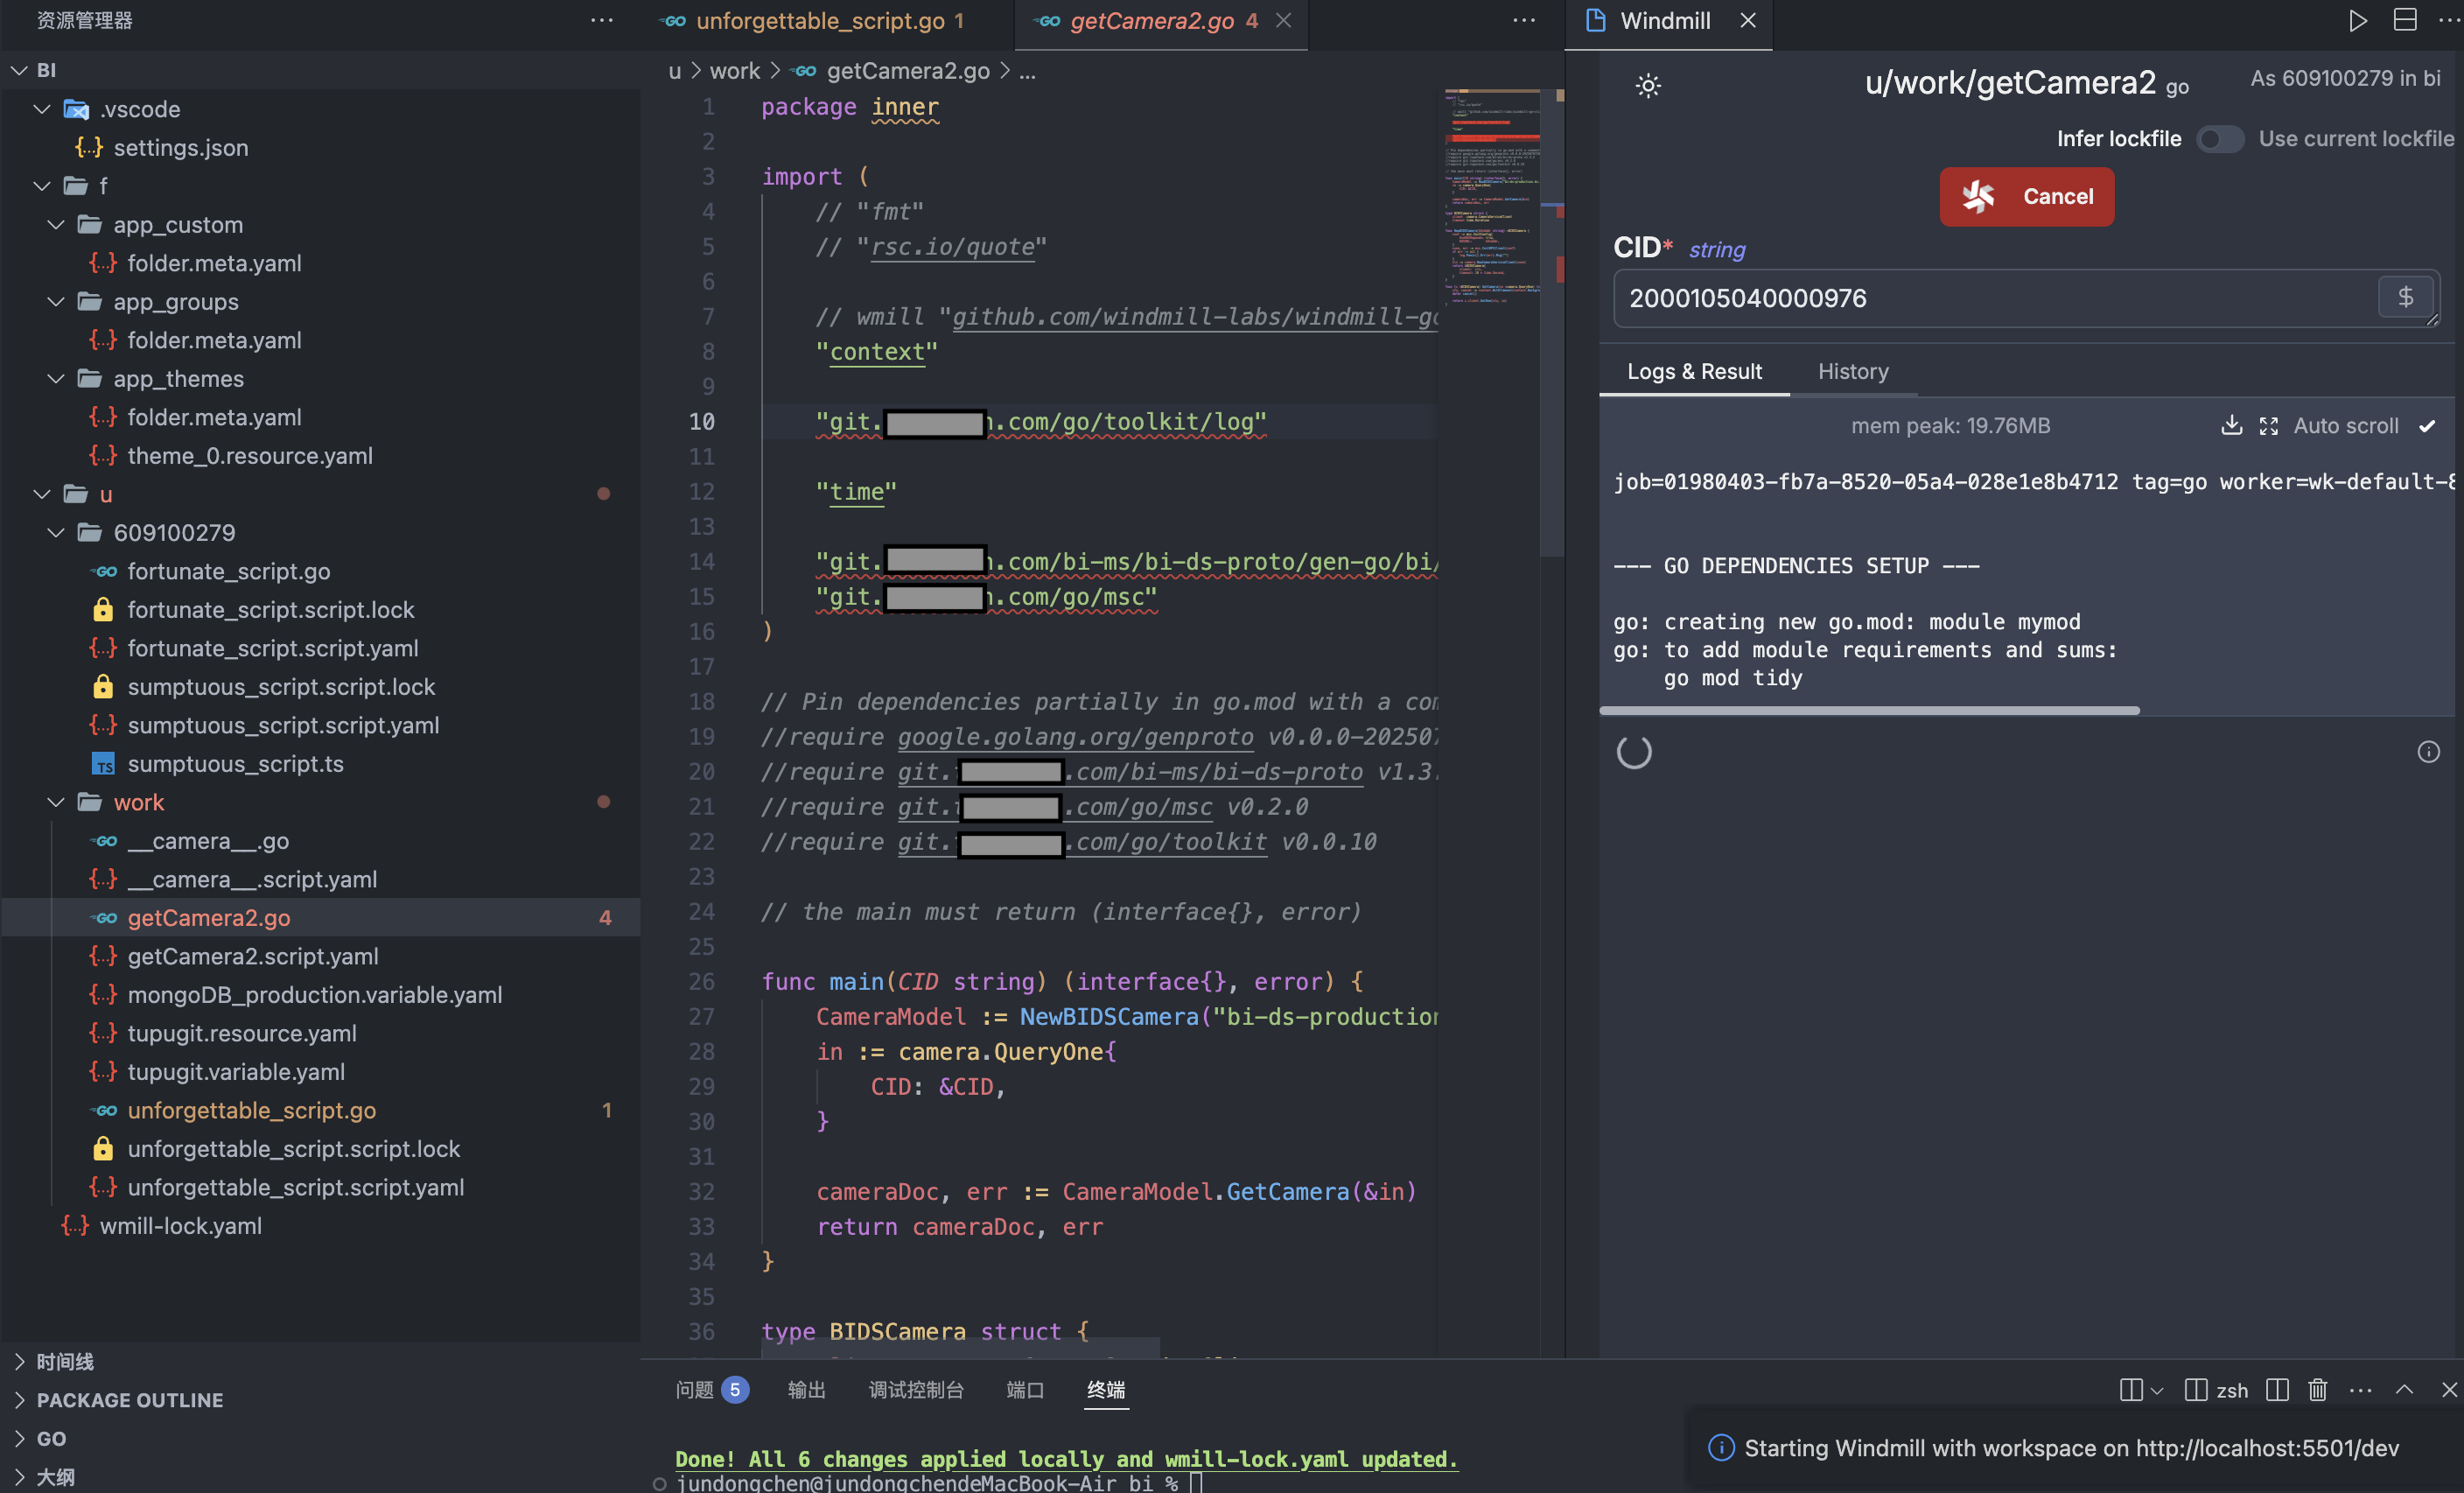 资源管理器
BI
.vscode
settings.json
f
app_custom
folder.meta.yaml
app_groups
folder.meta.yaml
app_themes
folder.meta.yaml
theme_0.resource.yaml
u
609100279
fortunate_script.go
fortunate_script.script.lock
fortunate_script.script.yaml
sumptuous_script.script.lock
sumptuous_script.script.yaml
TS sumptuous_script.ts
work
__camera__.go
__camera__.script.yaml
getCamera2.go 4
getCamera2.script.yaml
mongoDB_production.variable.yaml
tupugit.resource.yaml
tupugit.variable.yaml
unforgettable_script.go 1
unforgettable_script.script.lock
unforgettable_script.script.yaml
wmill-lock.yaml
时间线
PACKAGE OUTLINE
GO
大纲
unforgettable_script.go 1
getCamera2.go 4
u > work > getCamera2.go > ...
1 package inner
2
3 import (
4 // "fmt"
5 // "rsc.io/quote"
6
7 // wmill "github.com/windmill-labs/windmill-go
8 "context"
9
10 "git. .com/go/toolkit/log"
11
12 "time"
13
14 "git. .com/bi-ms/bi-ds-proto/gen-go/bi/
15 "git. .com/go/msc"
16 )
17
18 // Pin dependencies partially in go.mod with a com
19 //require google.golang.org/genproto v0.0.0-202507
20 //require git. .com/bi-ms/bi-ds-proto v1.3.
21 //require git. .com/go/msc v0.2.0
22 //require git. .com/go/toolkit v0.0.10
23
24 // the main must return (interface{}, error)
25
26 func main(CID string) (interface{}, error) {
27 CameraModel := NewBIDSCamera("bi-ds-production
28 in := camera.QueryOne{
29 CID: &CID,
30 }
31
32 cameraDoc, err := CameraModel.GetCamera(&in)
33 return cameraDoc, err
34 }
35
36 type BIDSCamera struct {
问题 5 输出 调试控制台 端口 终端
zsh
Done! All 6 changes applied locally and wmill-lock.yaml updated.
jundongchen@jundongchendeMacBook-Air bi %
Windmill
u/work/getCamera2 go
As 609100279 in bi
Infer lockfile Use current lockfile
Cancel
CID* string
2000105040000976
$
Logs & Result History
mem peak: 19.76MB
Auto scroll
job=01980403-fb7a-8520-05a4-028e1e8b4712 tag=go worker=wk-default-8
--- GO DEPENDENCIES SETUP ---
go: creating new go.mod: module mymod
go: to add module requirements and sums:
go mod tidy
Starting Windmill with workspace on http://localhost:5501/dev